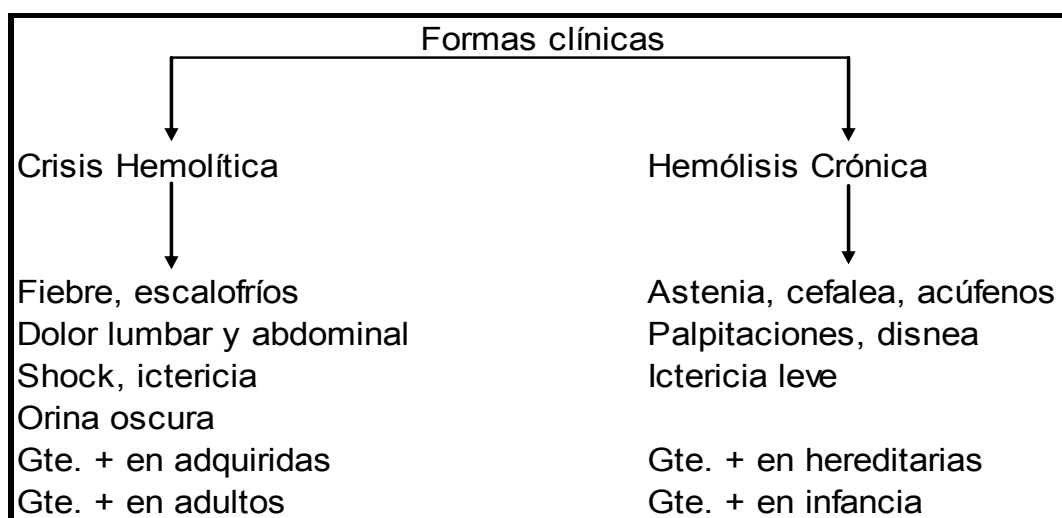 Formas clínicas
Crisis Hemolítica
Fiebre, escalofríos
Dolor lumbar y abdominal
Shock, ictericia
Orina oscura
Gte. + en adquiridas
Gte. + en adultos
Hemólisis Crónica
Astenia, cefalea, acúfenos
Palpitaciones, disnea
Ictericia leve
Gte. + en hereditarias
Gte. + en infancia